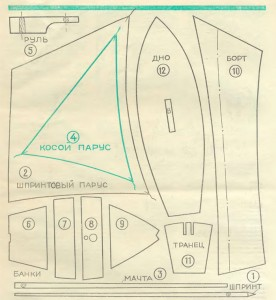 РУЛЬ
5
ДНО
12
БОРТ
10
4
КОСОЙ ПАРУС
2
ШПРИНТОВЫЙ ПАРУС
6
7
8
9
ТРАНЕЦ
11
БАНКИ
МАЧТА 3
1
ШПРИНТ